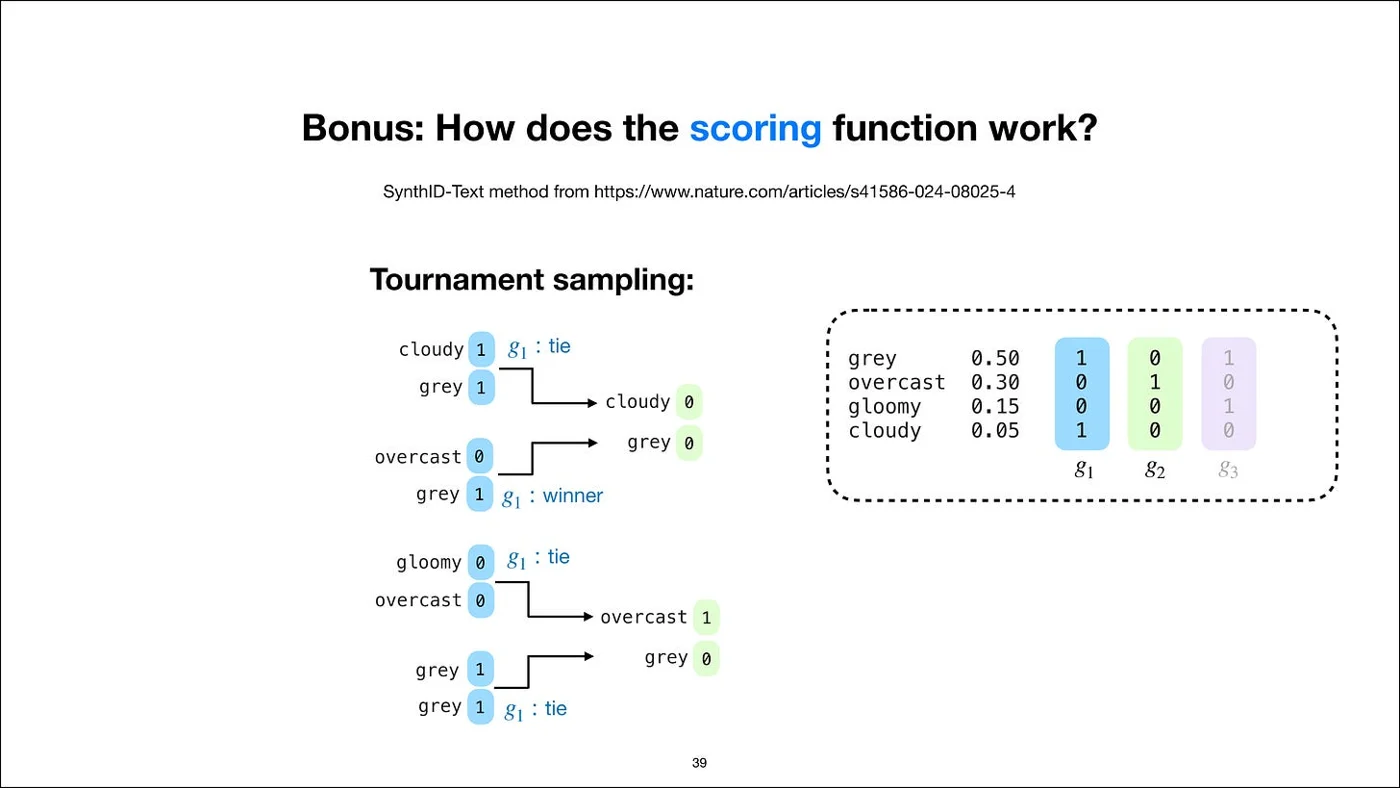 Bonus: How does the scoring function work?
SynthID-Text method from https://www.nature.com/articles/s41586-024-08025-4
Tournament sampling:
cloudy 1 g1 : tie
grey 1
cloudy 0
grey 0
overcast 0
grey 1 g1 : winner
gloomy 0 g1 : tie
overcast 0
overcast 1
grey 0
grey 1
grey 1 g1 : tie
grey 0.50 1 0 1
overcast 0.30 0 1 0
gloomy 0.15 0 0 1
cloudy 0.05 1 0 0
g1 g2 g3
39